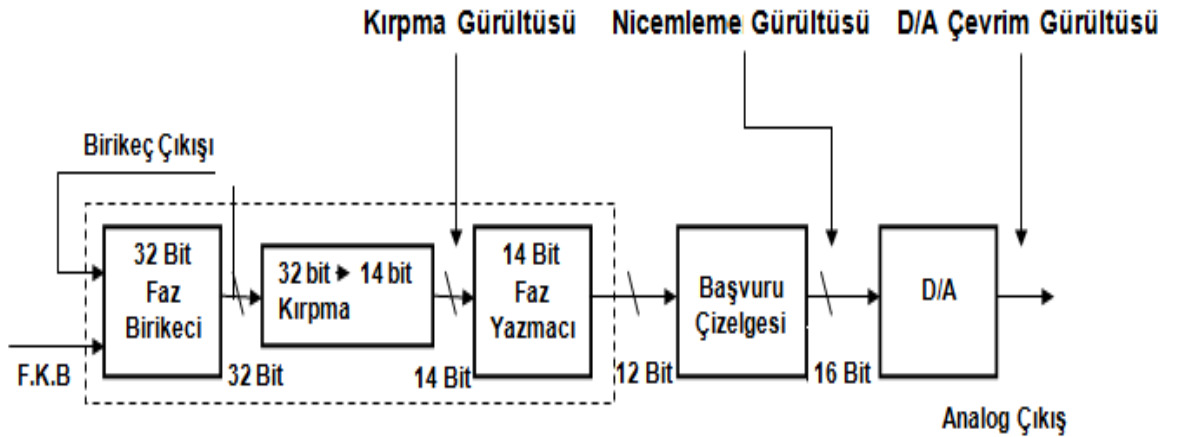 Kırpma Gürültüsü
Nicemleme Gürültüsü
D/A Çevrim Gürültüsü
Birikeç Çıkışı
32 Bit
Faz
Birikeci
32 bit → 14 bit
Kırpma
14 Bit
Faz
Yazmacı
Başvuru
Çizelgesi
D/A
F.K.B
32 Bit
14 Bit
12 Bit
16 Bit
Analog Çıkış